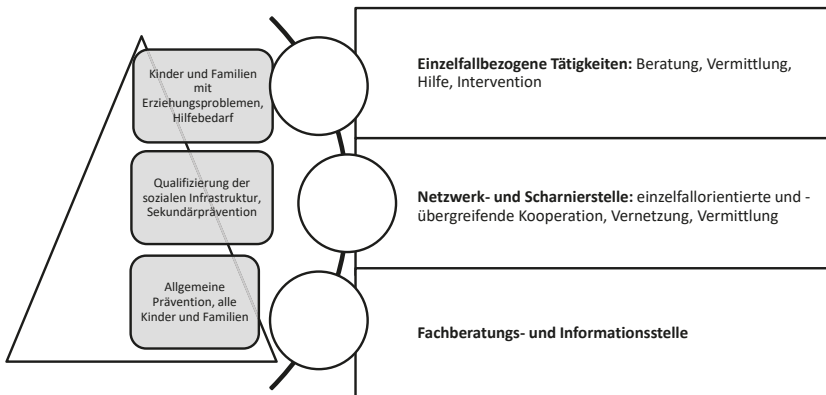 Kinder und Familien
mit
Erziehungsproblemen,
Hilfebedarf
Einzelfallbezogene Tätigkeiten: Beratung, Vermittlung,
Hilfe, Intervention
Qualifizierung der
sozialen Infrastruktur,
Sekundärprävention
Netzwerk- und Scharnierstelle: einzelfallorientierte und -
übergreifende Kooperation, Vernetzung, Vermittlung
Allgemeine
Prävention, alle
Kinder und Familien
Fachberatungs- und Informationsstelle